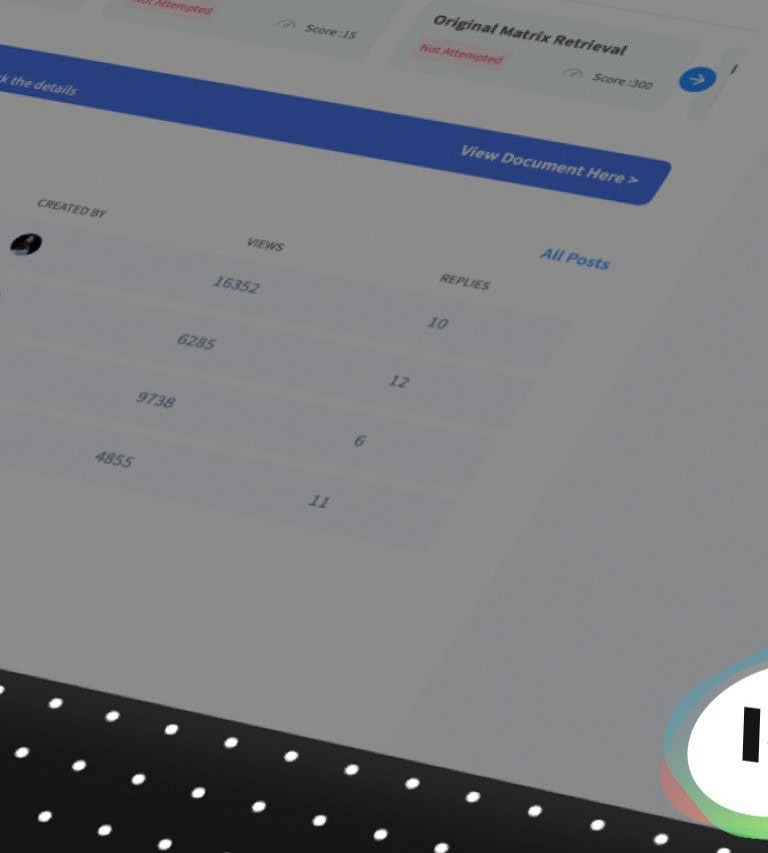 Not Attempted
Score :15
Original Matrix Retrieval
Not Attempted
Score :300
ck the details
View Document Here >
All Posts
CREATED BY
VIEWS
REPLIES
16352
10
6285
12
9738
6
4855
11